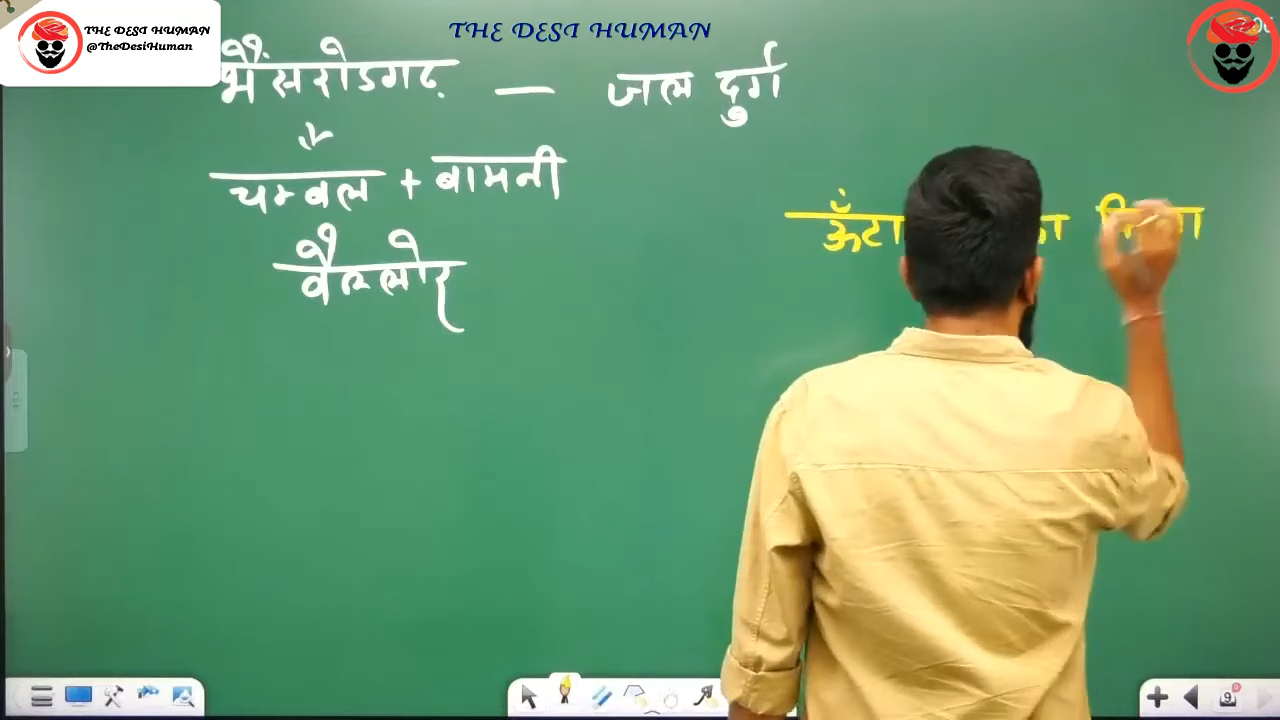 THE DESI HUMAN
@TheDesiHuman
THE DESI HUMAN
भैंसरोडगढ़ — जल दुर्ग
चम्बल + बामनी
वैल्लोर